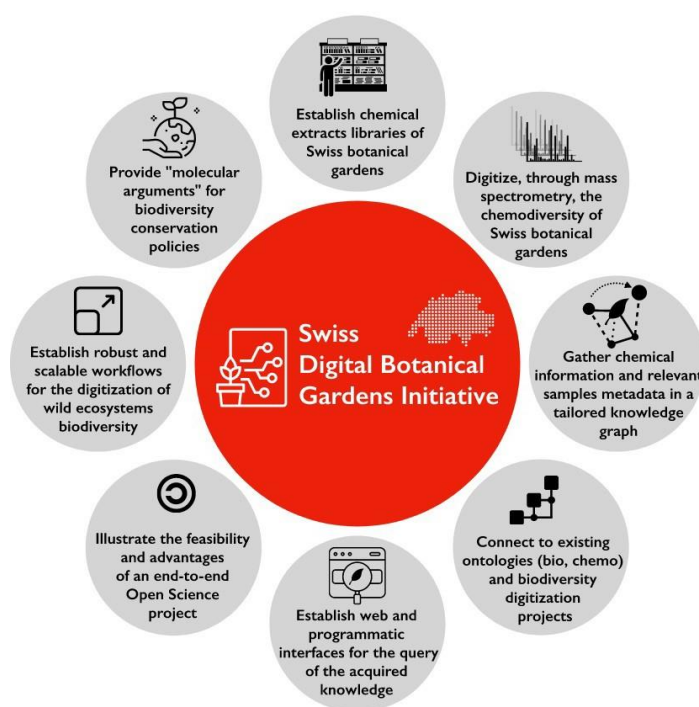 Establish chemical
extracts libraries of
Swiss botanical
gardens
Digitize, through mass
spectrometry, the
chemodiversity of
Swiss botanical
gardens
Gather chemical
information and relevant
samples metadata in a
tailored knowledge
graph
Connect to existing
ontologies (bio, chemo)
and biodiversity
digitization
projects
Establish web and
programmatic
interfaces for the query
of the acquired
knowledge
Illustrate the feasibility
and advantages
of an end-to-end
Open Science
project
Establish robust and
scalable workflows
for the digitization of
wild ecosystems
biodiversity
Provide "molecular
arguments" for
biodiversity
conservation
policies
Swiss
Digital Botanical
Gardens Initiative